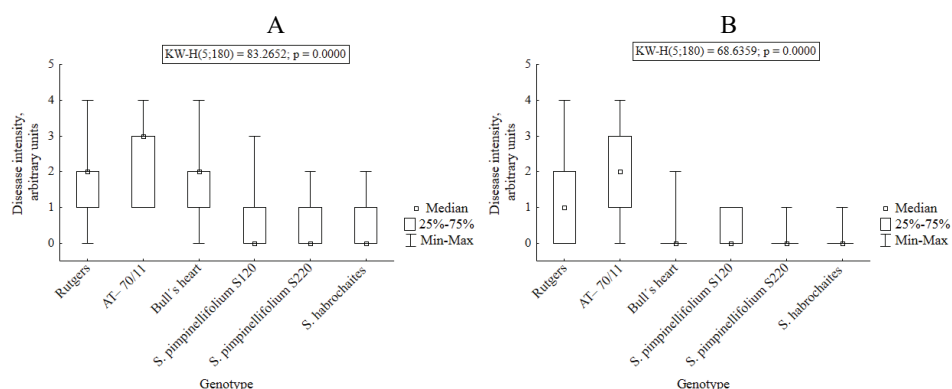 A
KW-H(5;180) = 83.2652; p = 0.0000
5
4
3
2
1
0
Disesase intensity,
arbitrary units
Rutgers
AT– 70/11
Bull´s heart
S. pimpinellifolium S120
S. pimpinellifolium S220
S. habrochaites
Genotype
Median
25%-75%
Min-Max
B
KW-H(5;180) = 68.6359; p = 0.0000
5
4
3
2
1
0
Disesase intensity,
arbitrary units
Rutgers
AT– 70/11
Bull´s heart
S. pimpinellifolium S120
S. pimpinellifolium S220
S. habrochaites
Genotype
Median
25%-75%
Min-Max